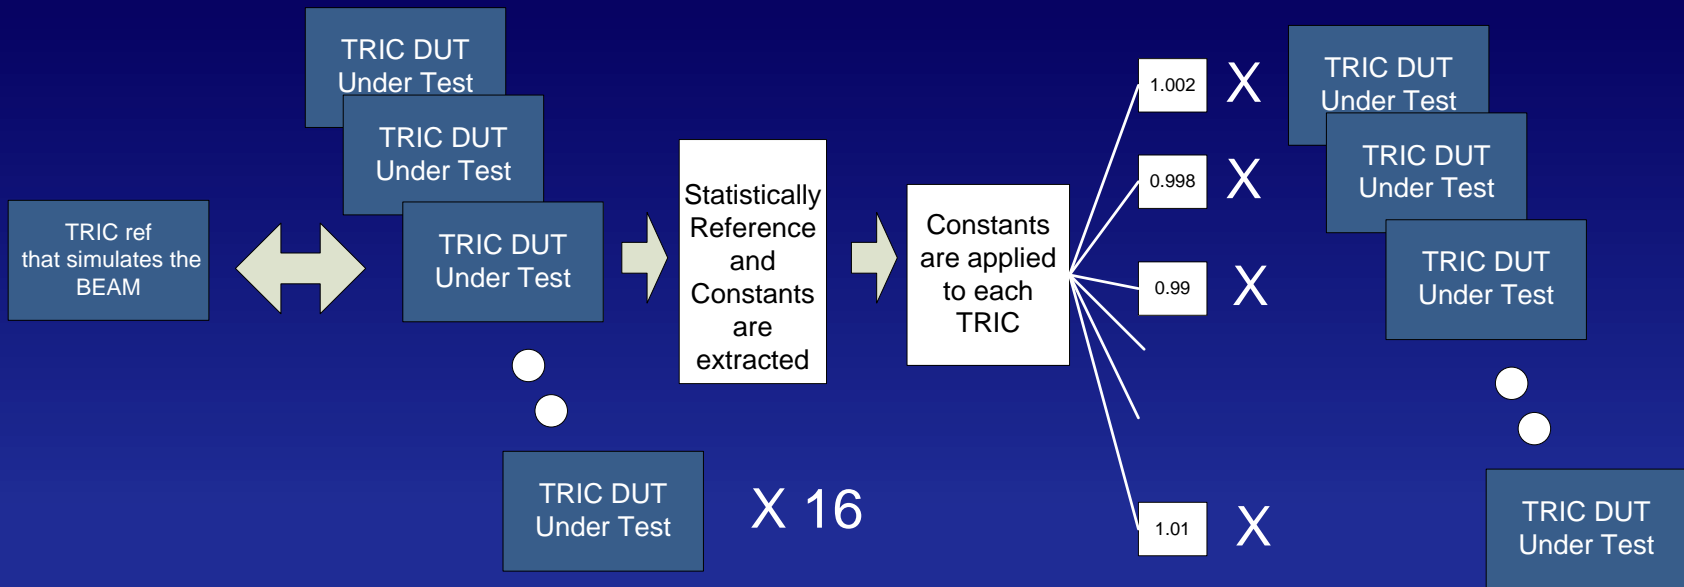 TRIC ref
that simulates the
BEAM
TRIC DUT
Under Test
TRIC DUT
Under Test
TRIC DUT
Under Test
TRIC DUT
Under Test
X 16
Statistically
Reference
and
Constants
are
extracted
Constants
are applied
to each
TRIC
1.002
X
0.998
X
0.99
X
1.01
X
TRIC DUT
Under Test
TRIC DUT
Under Test
TRIC DUT
Under Test
TRIC DUT
Under Test